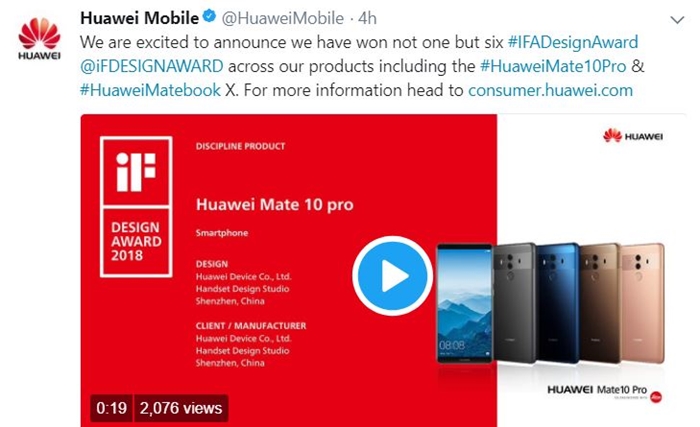 Huawei Mobile @HuaweiMobile · 4h
We are excited to announce we have won not one but six #IFADesignAward
@iFDESIGNAWARD across our products including the #HuaweiMate10Pro &
#HuaweiMatebook X. For more information head to consumer.huawei.com
HUAWEI
iF
DESIGN
AWARD
2018
DISCIPLINE PRODUCT
Huawei Mate 10 pro
Smartphone
DESIGN
Huawei Device Co., Ltd.
Handset Design Studio
Shenzhen, China
CLIENT / MANUFACTURER
Huawei Device Co., Ltd.
Handset Design Studio
Shenzhen, China
HUAWEI
08:08
HUAWEI Mate10 Pro
0:19 2,076 views